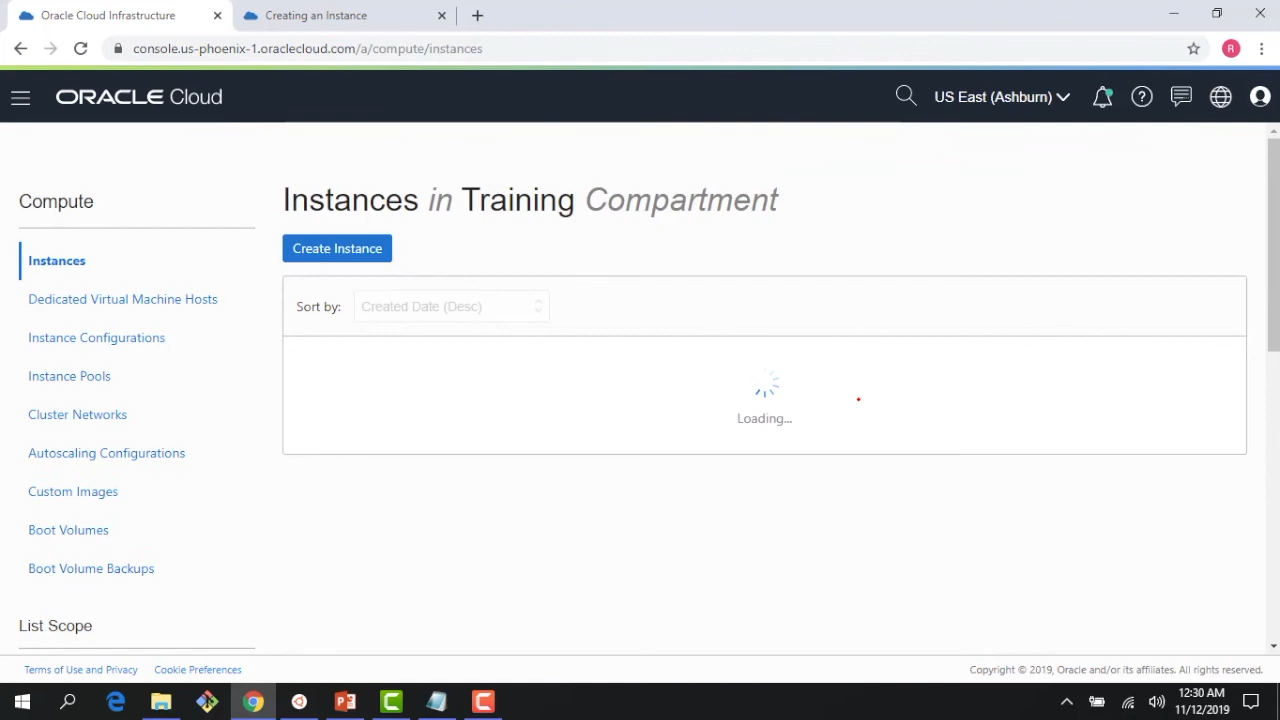 Oracle Cloud Infrastructure
Creating an Instance
console.us-phoenix-1.oraclecloud.com/a/compute/instances
R
ORACLE Cloud
US East (Ashburn)
Compute
Instances
Dedicated Virtual Machine Hosts
Instance Configurations
Instance Pools
Cluster Networks
Autoscaling Configurations
Custom Images
Boot Volumes
Boot Volume Backups
List Scope
Instances in Training Compartment
Create Instance
Sort by: Created Date (Desc)
Loading...
Terms of Use and Privacy Cookie Preferences
Copyright © 2019, Oracle and/or its affiliates. All rights reserved.
12:30 AM
11/12/2019